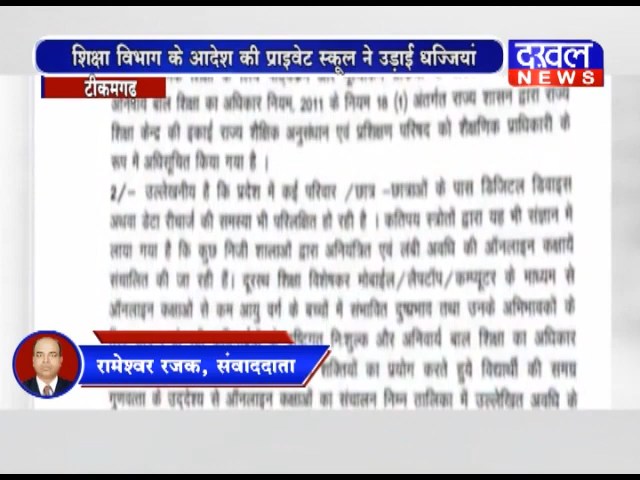 शिक्षा विभाग के आदेश की प्राइवेट स्कूल ने उड़ाई धज्जियां
दख़ल
NEWS
टीकमगढ़
अनिवार्य बाल शिक्षा का अधिकार नियम, 2011 के नियम 18 (1) अंतर्गत राज्य शासन द्वारा राज्य
शिक्षा केन्द्र की इकाई राज्य शैक्षिक अनुसंधान एवं प्रशिक्षण परिषद को शैक्षणिक प्राधिकारी के
रूप में अधिसूचित किया गया है ।
2/- उल्लेखनीय है कि प्रदेश में कई परिवार /छात्र -छात्राओं के पास डिजिटल डिवाइस
अथवा डेटा रीचार्ज की समस्या भी परिलक्षित हो रही है । कतिपय स्त्रोतों द्वारा यह भी संज्ञान में
लाया गया है कि कुछ निजी शालाओं द्वारा अनियंत्रित एवं लंबी अवधि की ऑनलाइन कक्षायें
संचालित की जा रही हैं। दूरस्थ शिक्षा विशेषकर मोबाईल/लैपटॉप/कम्प्यूटर के माध्यम से
ऑनलाइन कक्षाओं से कम आयु वर्ग के बच्चों में संभावित दुष्प्रभाव तथा उनके अभिभावकों के
निःशुल्क और अनिवार्य बाल शिक्षा का अधिकार
रामेश्वर रजक, संवाददाता
शक्तियों का प्रयोग करते हुये विद्यार्थी की समग्र
गुणवत्ता के उद्देश्य से ऑनलाइन कक्षाओं का संचालन निम्न तालिका में उल्लेखित अवधि के